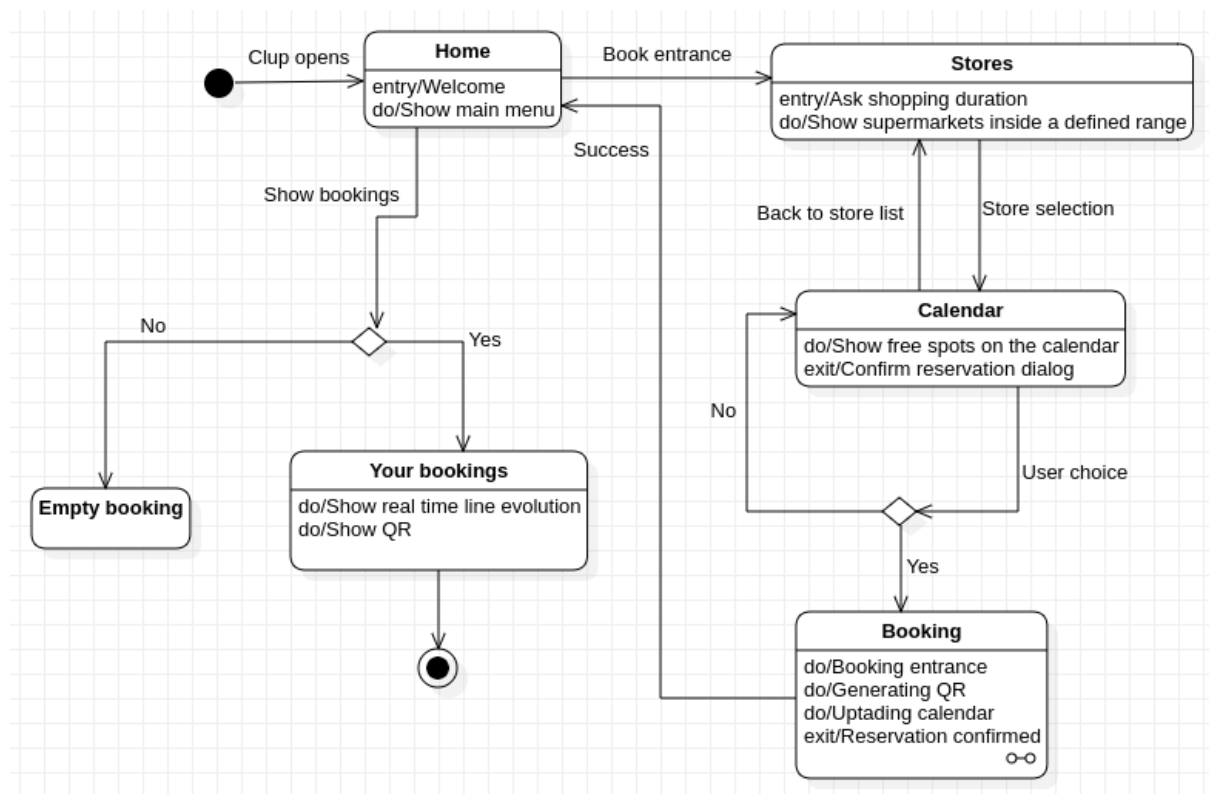 Clup opens
Home
entry/Welcome
do/Show main menu
Book entrance
Stores
entry/Ask shopping duration
do/Show supermarkets inside a defined range
Success
Show bookings
Back to store list
Store selection
Calendar
do/Show free spots on the calendar
exit/Confirm reservation dialog
No
Yes
No
User choice
Empty booking
Your bookings
do/Show real time line evolution
do/Show QR
Yes
Booking
do/Booking entrance
do/Generating QR
do/Uptading calendar
exit/Reservation confirmed